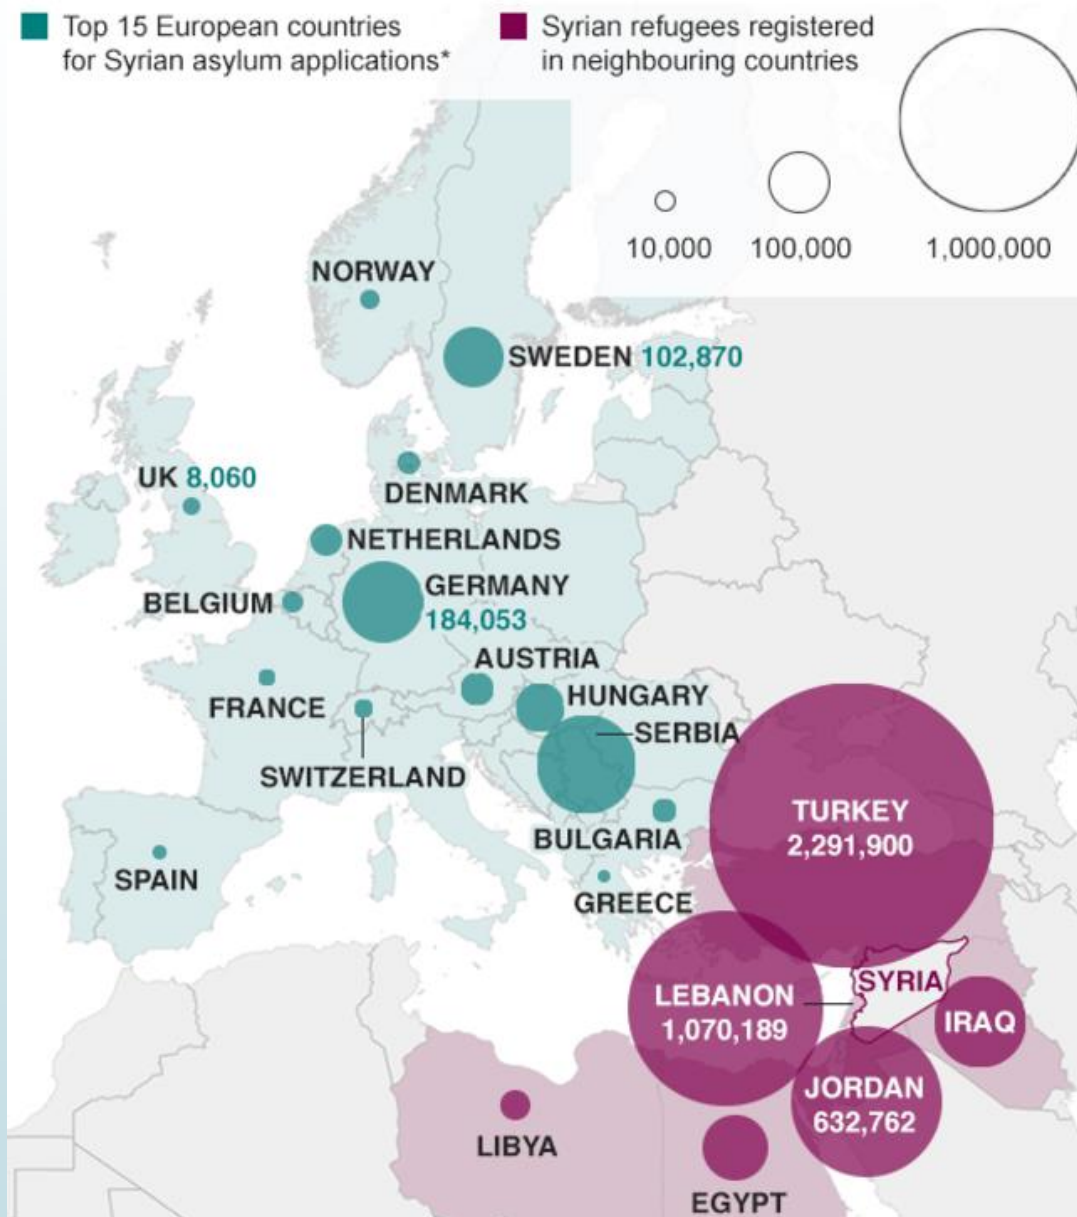 Top 15 European countries
for Syrian asylum applications*
Syrian refugees registered
in neighbouring countries
10,000
100,000
1,000,000
NORWAY
SWEDEN 102,870
UK 8,060
DENMARK
NETHERLANDS
GERMANY
184,053
BELGIUM
AUSTRIA
HUNGARY
SERBIA
FRANCE
SWITZERLAND
BULGARIA
SPAIN
GREECE
TURKEY
2,291,900
SYRIA
LEBANON
1,070,189
IRAQ
JORDAN
632,762
LIBYA
EGYPT